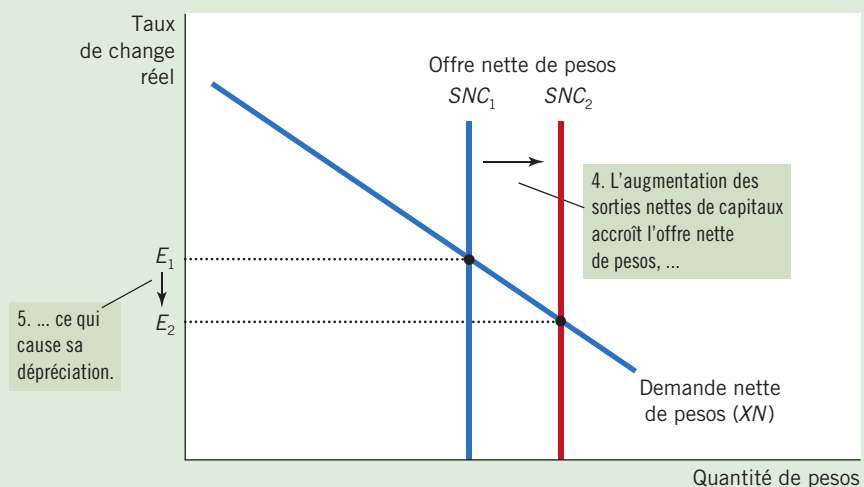 Taux
de change
réel
Offre nette de pesos
SNC₁ SNC₂
4. L'augmentation des
sorties nettes de capitaux
accroît l'offre nette
de pesos, ...
E₁
5. ... ce qui
cause sa
dépréciation.
E₂
Demande nette
de pesos (XN)
Quantité de pesos